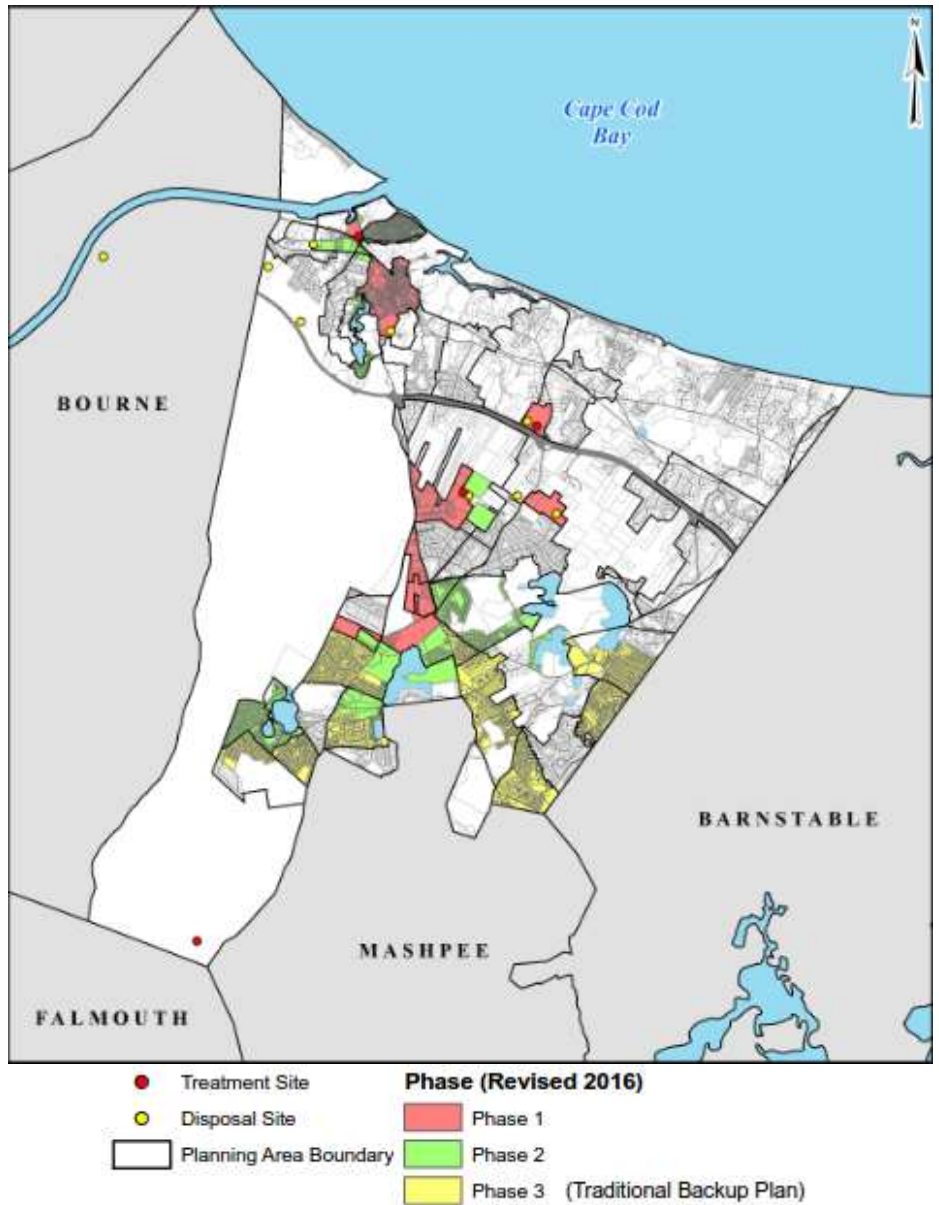 N
Cape Cod
Bay
BOURNE
BARNSTABLE
MASHPEE
FALMOUTH
Treatment Site
Disposal Site
Planning Area Boundary
Phase (Revised 2016)
Phase 1
Phase 2
Phase 3 (Traditional Backup Plan)